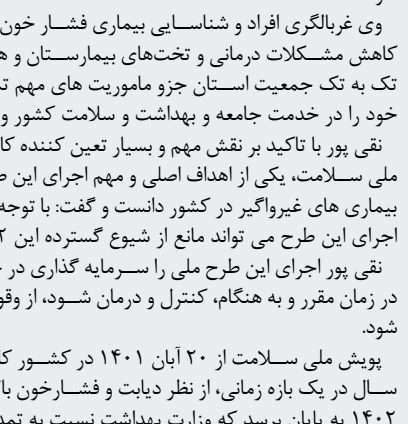 وی غربالگری افراد و شناسایی بیماری فشار خون
کاهش مشکلات درمانی و تخت‌های بیمارستان و
تک به تک جمعیت استان جزو ماموریت های مهم
خود را در خدمت جامعه و بهداشت و سلامت کشور و
نقی پور با تاکید بر نقش مهم و بسیار تعین کننده
ملی سلامت، یکی از اهداف اصلی و مهم اجرای این
بیماری های غیرواگیر در کشور دانست و گفت: با توجه
اجرای این طرح می تواند مانع از شیوع گسترده این ۲
نقی پور اجرای این طرح ملی را سرمایه گذاری در
در زمان مقرر و به هنگام، کنترل و درمان شود، از
شود.
پویش ملی سلامت از ۲۰ آبان ۱۴۰۱ در کشور
سال در یک بازه زمانی، از نظر دیابت و فشارخون
۱۴۰۲ به پایان برسد که وزارت بهداشت نسبت به